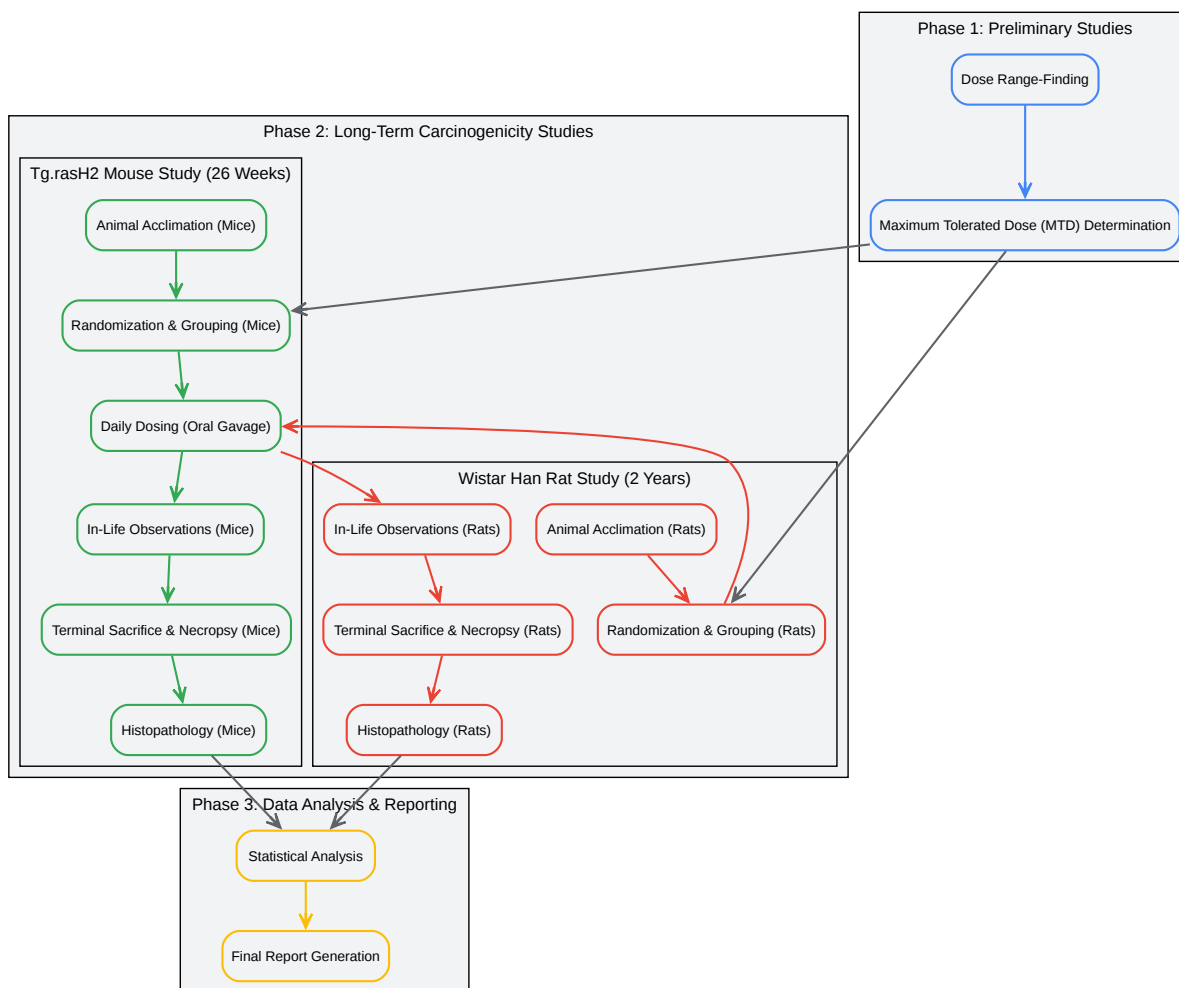 Phase 1: Preliminary Studies
Dose Range-Finding
Maximum Tolerated Dose (MTD) Determination
Phase 2: Long-Term Carcinogenicity Studies
Tg.rasH2 Mouse Study (26 Weeks)
Animal Acclimation (Mice)
Randomization & Grouping (Mice)
Daily Dosing (Oral Gavage)
In-Life Observations (Mice)
Terminal Sacrifice & Necropsy (Mice)
Histopathology (Mice)
Wistar Han Rat Study (2 Years)
In-Life Observations (Rats)
Animal Acclimation (Rats)
Terminal Sacrifice & Necropsy (Rats)
Randomization & Grouping (Rats)
Histopathology (Rats)
Phase 3: Data Analysis & Reporting
Statistical Analysis
Final Report Generation